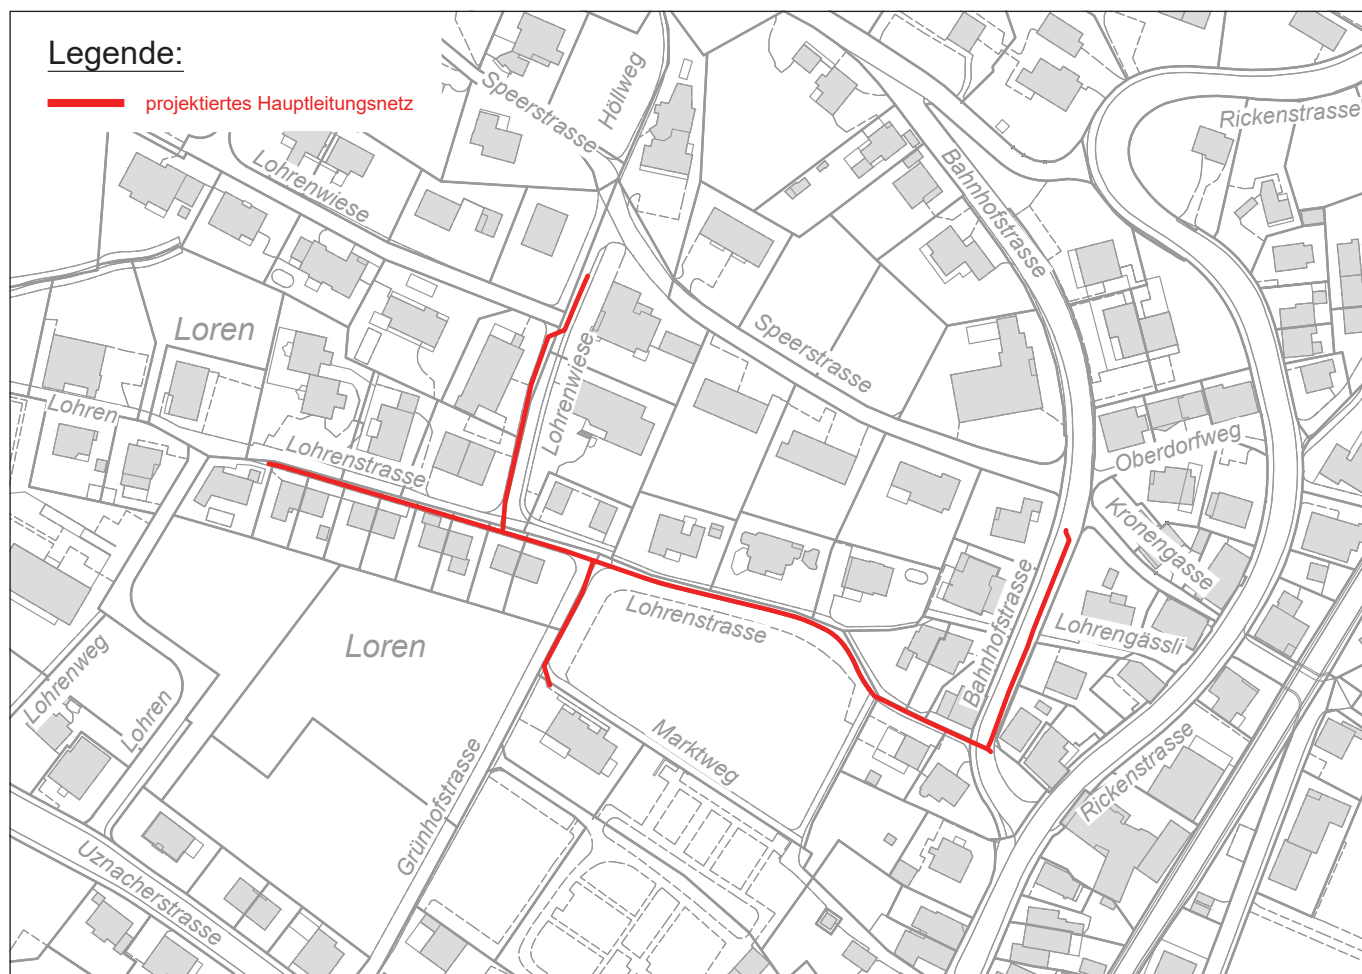 Legende:
projektiertes Hauptleitungsnetz
Speerstrasse
Höllweg
Rickenstrasse
Lohrenwiese
Bahnhofstrasse
Loren
Lohrenwiese
Speerstrasse
Lohren
Lohrenstrasse
Oberdorfweg
Kronengasse
Lohrenstrasse
Bahnhofstrasse
Lohrengässli
Loren
Lohrenweg
Lohren
Marktweg
Grünhofstrasse
Rickenstrasse
Uznacherstrasse